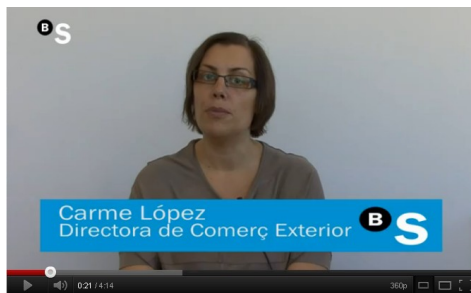 BS
Carme López
Directora de Comerç Exterior
BS
0:21 / 4:14
360p